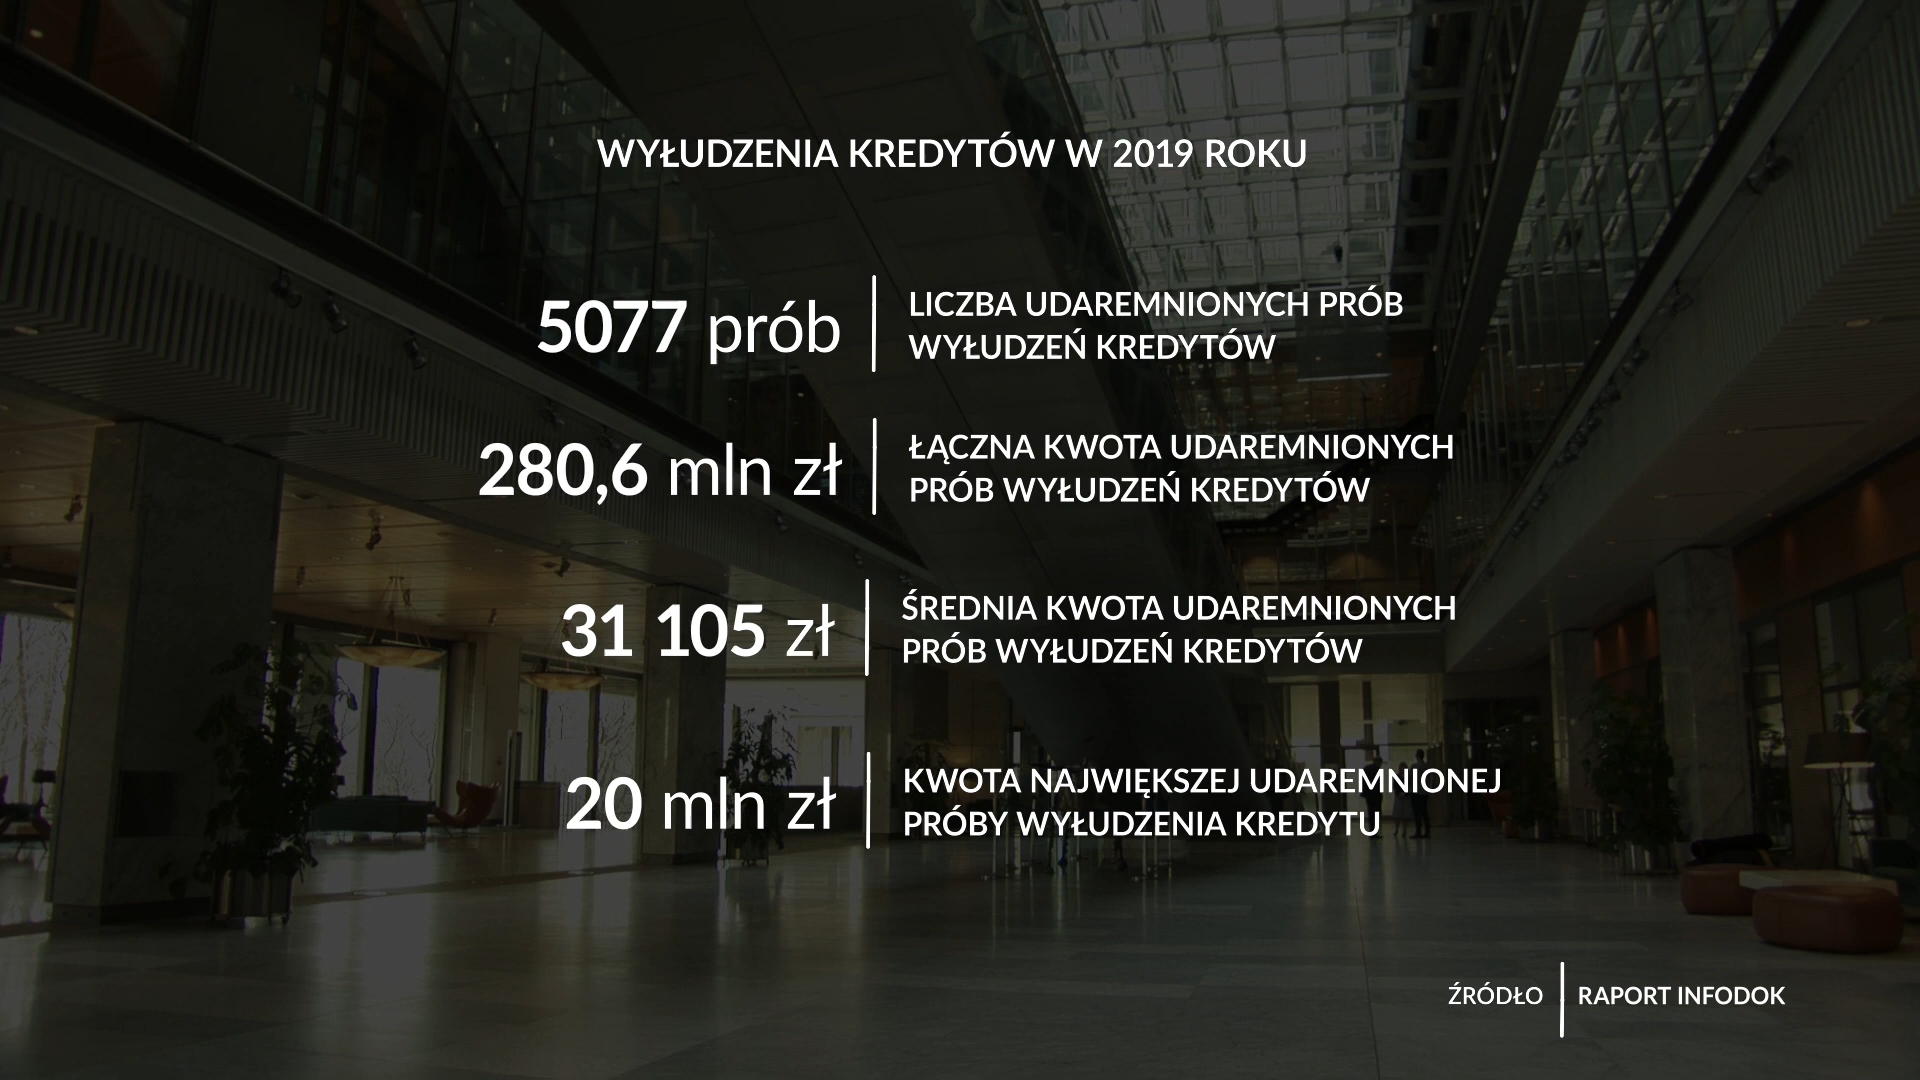 WYŁUDZENIA KREDYTÓW W 2019 ROKU
5077 prób
LICZBA UDAREMNIONYCH PRÓB
WYŁUDZEŃ KREDYTÓW
280,6 mln zł
ŁĄCZNA KWOTA UDAREMNIONYCH
PRÓB WYŁUDZEŃ KREDYTÓW
31 105 zł
ŚREDNIA KWOTA UDAREMNIONYCH
PRÓB WYŁUDZEŃ KREDYTÓW
20 mln zł
KWOTA NAJWIĘKSZEJ UDAREMNIONEJ
PRÓBY WYŁUDZENIA KREDYTU
ŹRÓDŁO
RAPORT INFODOK